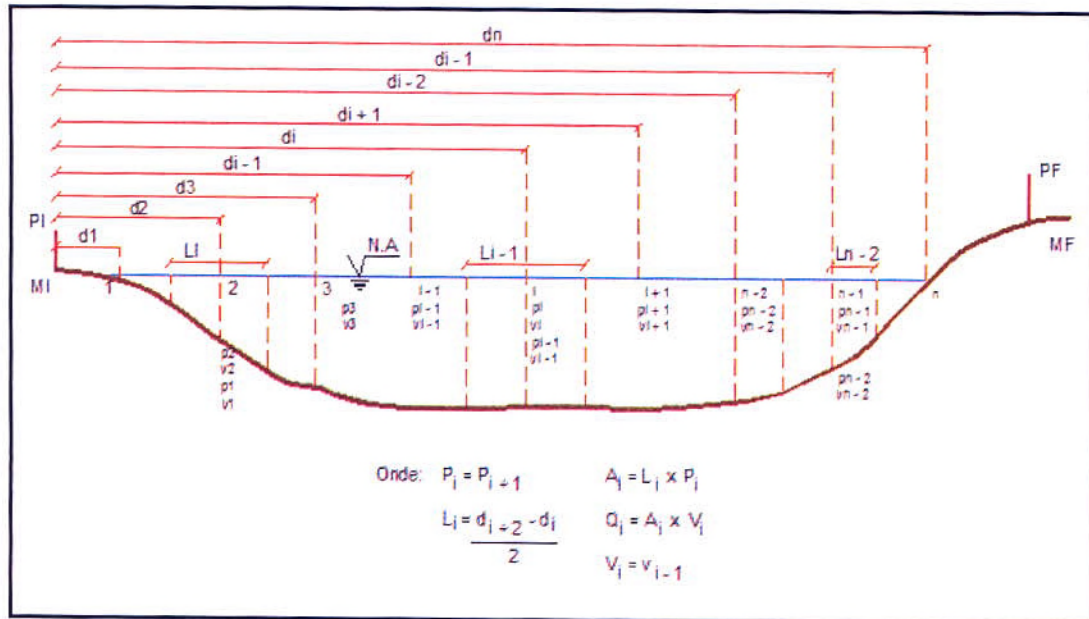 dn
di - 1
di - 2
di + 1
di
di - 1
d3
d2
d1
PI
PF
MI
MF
LI
N.A
Li - 1
Ln - 2
1
2
3
i - 1
i
i + 1
n - 2
n - 1
n
p3
pi - 1
pi
pi + 1
pn - 2
pn - 1
v3
vi - 1
vi
vi + 1
vn - 2
vn - 1
p2
pi - 1
pn - 2
v2
vi - 1
vn - 2
p1
v1
Onde: Pi = Pi + 1 Ai = Li x Pi
Li = di + 2 - di Qi = Ai x Vi
2
Vi = vi - 1